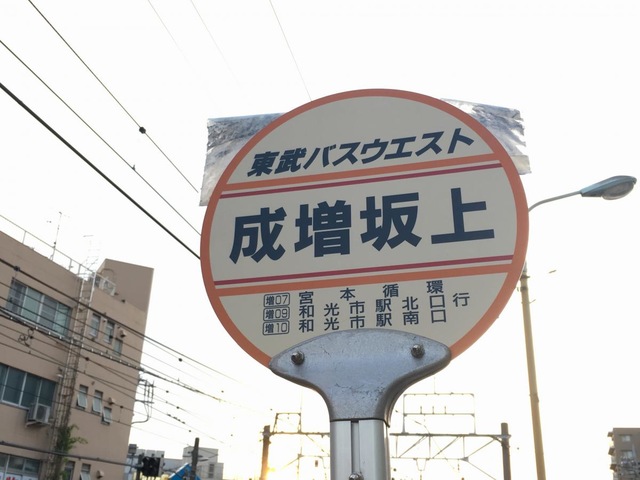 東武バスウエスト
成増坂上
増07 宮本循環
増09 和光市駅北口行
増10 和光市駅南口